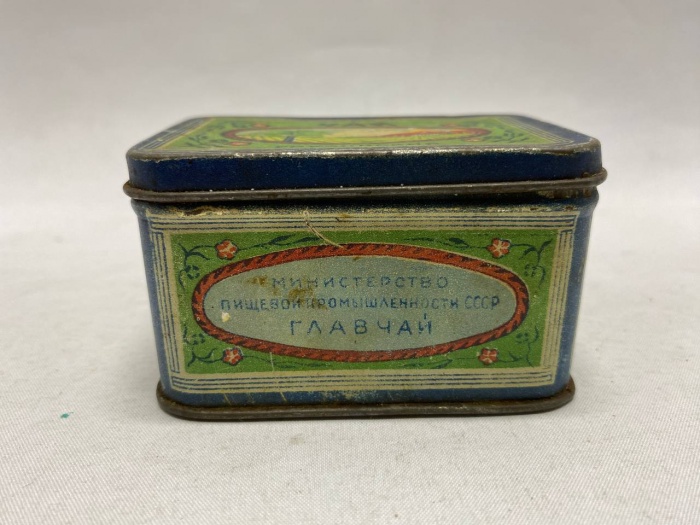 МИНИСТЕРСТВО
ПИЩЕВОЙ ПРОМЫШЛЕННОСТИ СССР
ГЛАВЧАЙ